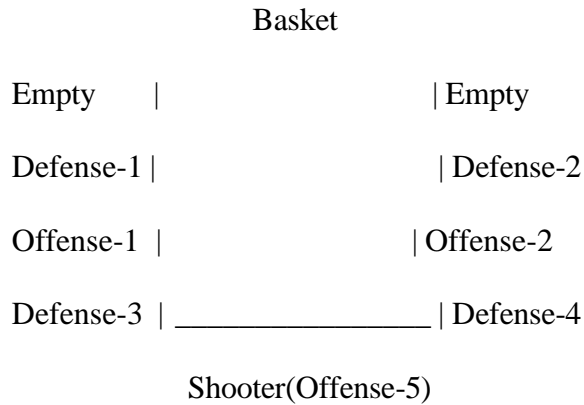 Basket
Empty | | Empty
Defense-1 | | Defense-2
Offense-1 | | Offense-2
Defense-3 | ________________ | Defense-4
Shooter(Offense-5)